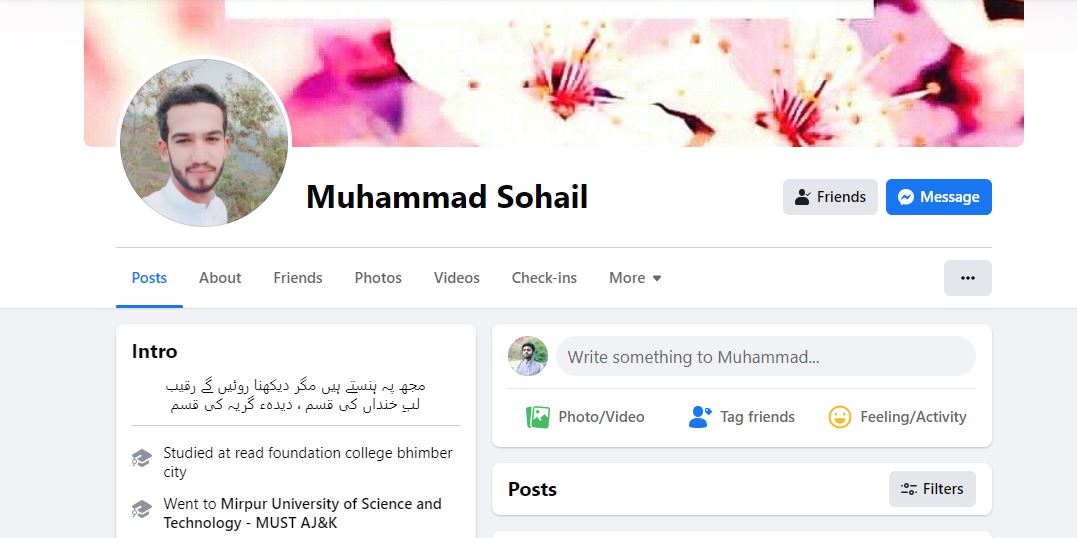 Muhammad Sohail
Friends
Message
Posts
About
Friends
Photos
Videos
Check-ins
More
Intro
مجھ پہ ہنستے ہیں مگر دیکھنا روئیں گے رقیب
لبِ خنداں کی قسم ، دیدہء گریہ کی قسم
Studied at read foundation college bhimber
city
Went to Mirpur University of Science and
Technology - MUST AJ&K
Write something to Muhammad...
Photo/Video
Tag friends
Feeling/Activity
Posts
Filters